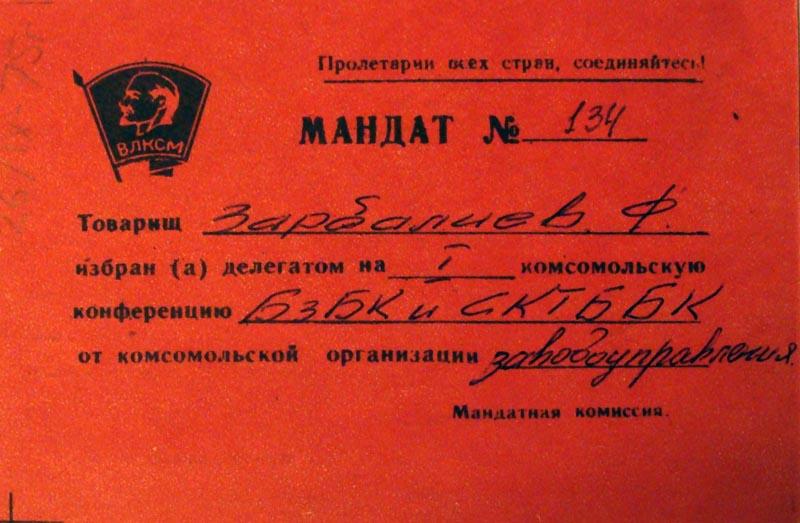 Пролетарии всех стран, соединяйтесь!
ВЛКСМ
МАНДАТ № 134
Товарищ Зарбалиев. Ф.
избран (а) делегатом на I комсомольскую
конференцию БзБК и СКТББК
от комсомольской организации заводоуправления.
Мандатная комиссия.